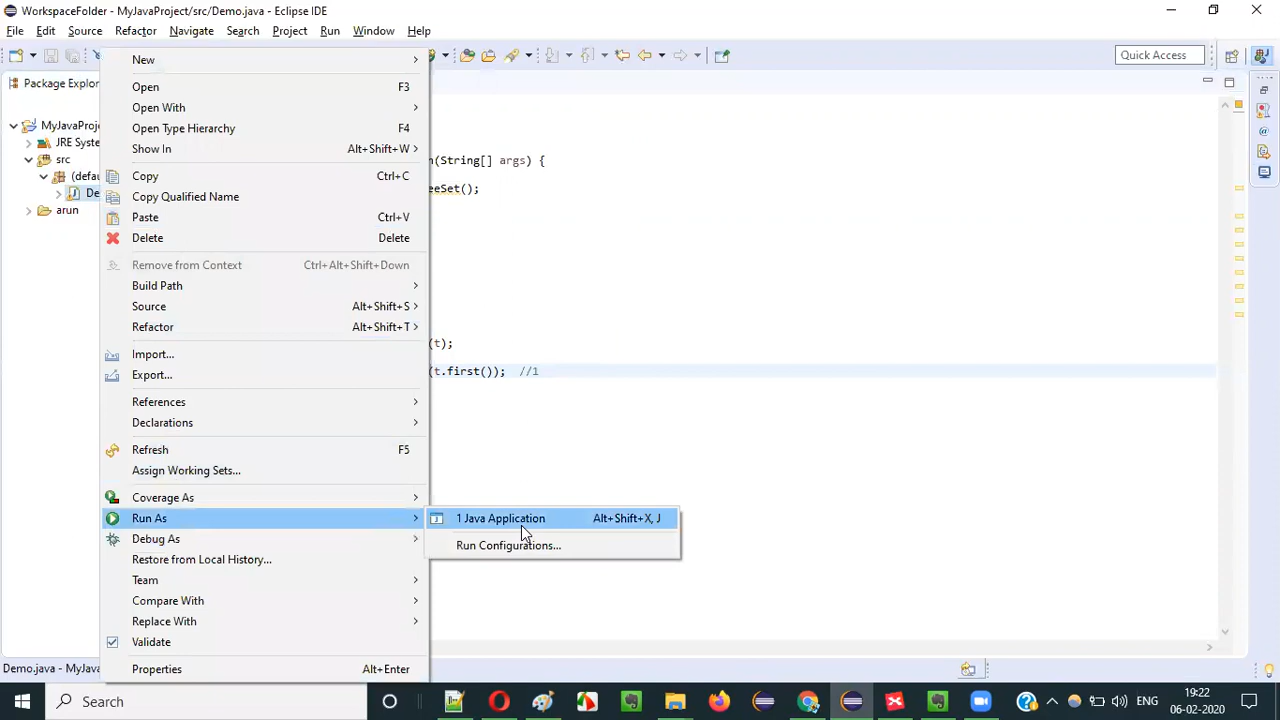 WorkspaceFolder - MyJavaProject/src/Demo.java - Eclipse IDE
File Edit Source Refactor Navigate Search Project Run Window Help
Quick Access
Package Explor
MyJavaProje
JRE Syste
src
(defau
De
arun
New
Open F3
Open With
Open Type Hierarchy F4
Show In Alt+Shift+W
Copy Ctrl+C
Copy Qualified Name
Paste Ctrl+V
Delete Delete
Remove from Context Ctrl+Alt+Shift+Down
Build Path
Source Alt+Shift+S
Refactor Alt+Shift+T
Import...
Export...
References
Declarations
Refresh F5
Assign Working Sets...
Coverage As
Run As
Debug As
Restore from Local History...
Team
Compare With
Replace With
Validate
Properties Alt+Enter
1 Java Application Alt+Shift+X, J
Run Configurations...
n(String[] args) {
eeSet();
(t);
(t.first()); //1
Demo.java - MyJava
Search
ENG
19:22
06-02-2020